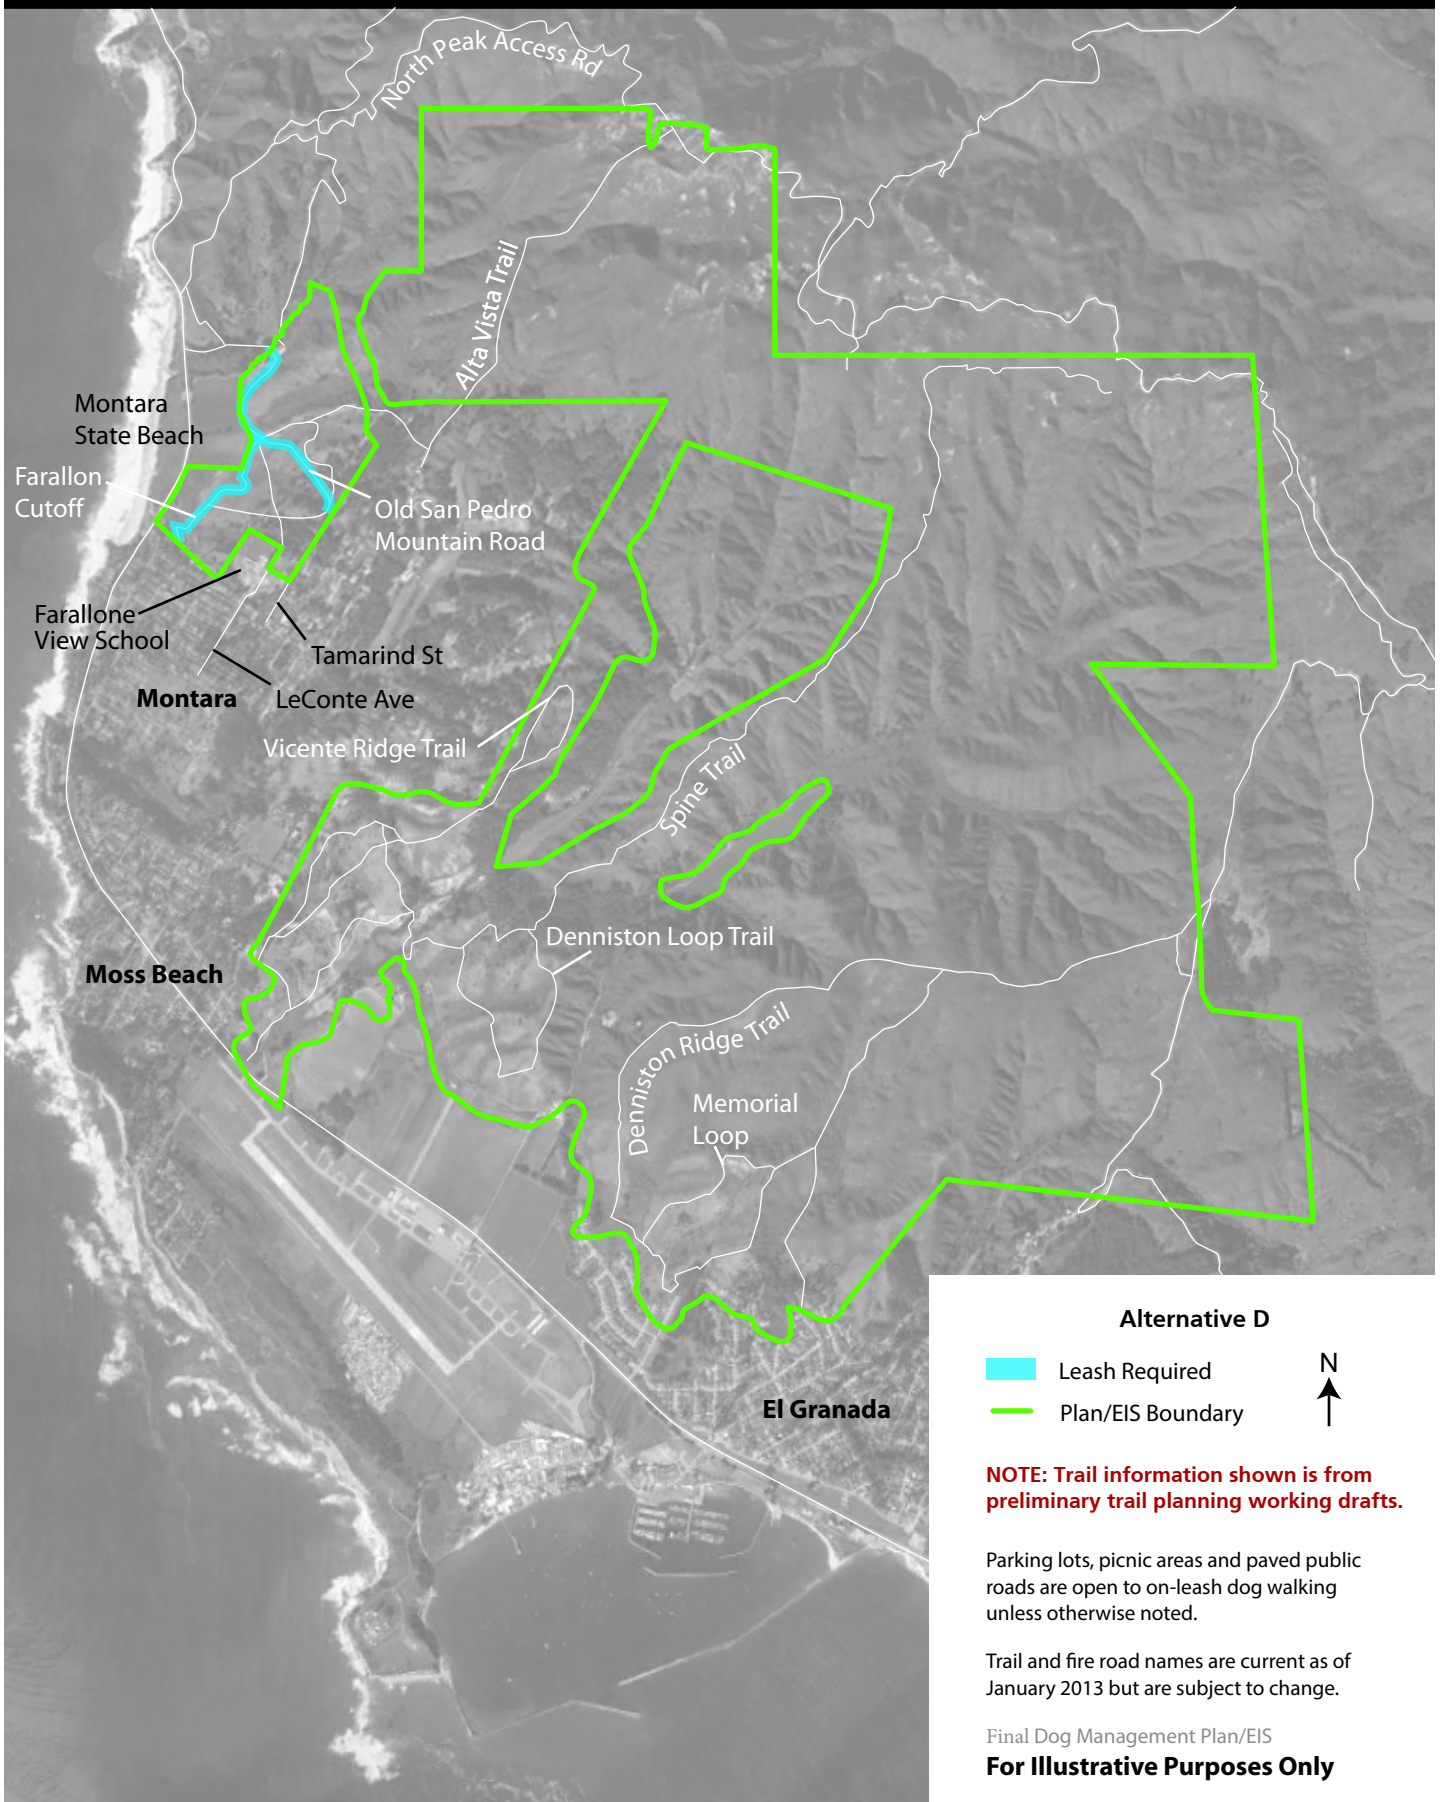 North Peak Access Rd
Alta Vista Trail
Montara
State Beach
Farallon
Cutoff
Old San Pedro
Mountain Road
Farallone
View School
Tamarind St
Montara
LeConte Ave
Vicente Ridge Trail
Spine Trail
Denniston Loop Trail
Moss Beach
Denniston Ridge Trail
Memorial
Loop
El Granada
Alternative D
Leash Required
N
Plan/EIS Boundary
NOTE: Trail information shown is from
preliminary trail planning working drafts.
Parking lots, picnic areas and paved public
roads are open to on-leash dog walking
unless otherwise noted.
Trail and fire road names are current as of
January 2013 but are subject to change.
Final Dog Management Plan/EIS
For Illustrative Purposes Only